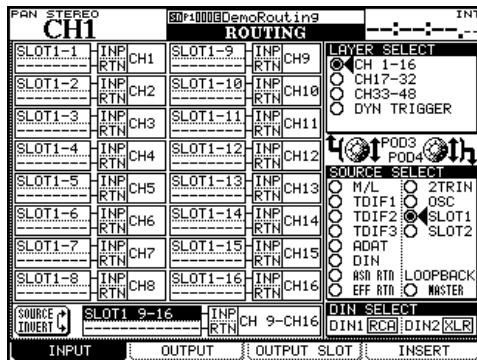 PAN STEREO
CH1
DemoRouting
INT
ROUTING
--:--:--.--
SLOT1-1 INP RTN CH1
SLOT1-2 INP RTN CH2
SLOT1-3 INP RTN CH3
SLOT1-4 INP RTN CH4
SLOT1-5 INP RTN CH5
SLOT1-6 INP RTN CH6
SLOT1-7 INP RTN CH7
SLOT1-8 INP RTN CH8
SLOT1-9 INP RTN CH9
SLOT1-10 INP RTN CH10
SLOT1-11 INP RTN CH11
SLOT1-12 INP RTN CH12
SLOT1-13 INP RTN CH13
SLOT1-14 INP RTN CH14
SLOT1-15 INP RTN CH15
SLOT1-16 INP RTN CH16
LAYER SELECT
CH 1-16
CH17-32
CH33-48
DYN TRIGGER
POD3
POD4
SOURCE SELECT
M/L
TDIF1
TDIF2
TDIF3
ADAT
DIN
ASN RTN
EFF RTN
2TRIN
OSC
SLOT1
SLOT2
LOOPBACK
MASTER
SOURCE INVERT
SLOT1 9-16 INP RTN CH 9-CH16
DIN SELECT
DIN1 RCA DIN2 XLR
INPUT OUTPUT OUTPUT SLOT INSERT